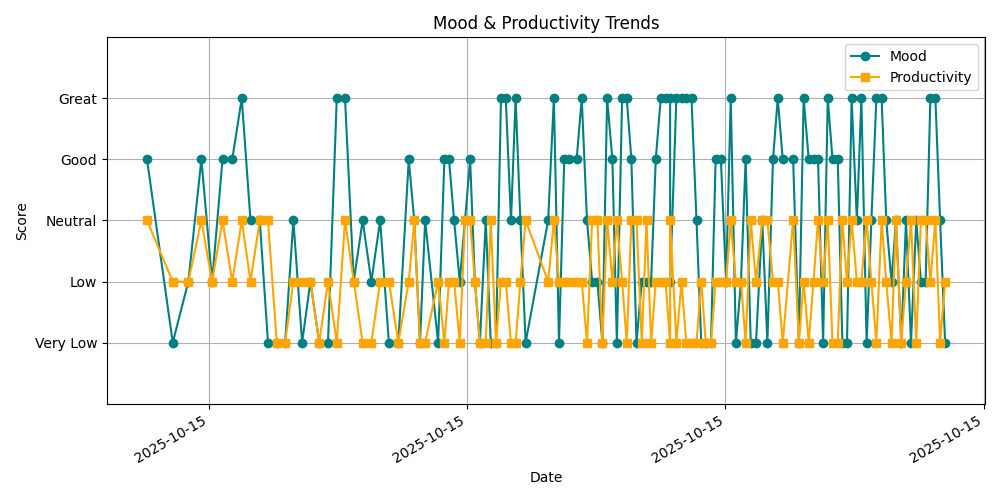 Mood & Productivity Trends
Mood
Productivity
Great
Good
Neutral
Low
Very Low
Score
2025-10-15
2025-10-15
2025-10-15
2025-10-15
Date